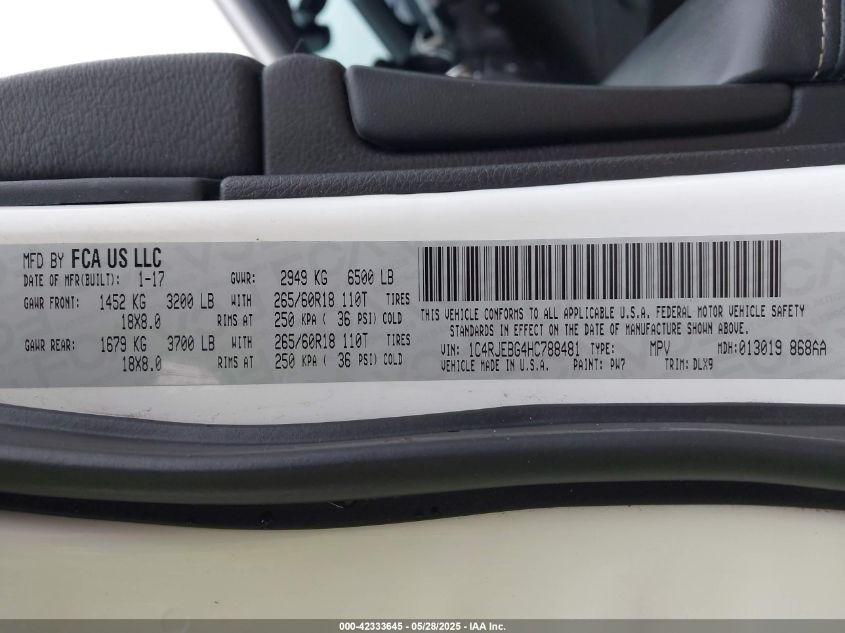 MFD BY FCA US LLC
DATE OF MFR(BUILT): 1-17 GVWR: 2949 KG 6500 LB
GAWR FRONT: 1452 KG 3200 LB WITH 265/60R18 110T TIRES
18X8.0 RIMS AT 250 KPA ( 36 PSI) COLD
GAWR REAR: 1679 KG 3700 LB WITH 265/60R18 110T TIRES
18X8.0 RIMS AT 250 KPA ( 36 PSI) COLD
THIS VEHICLE CONFORMS TO ALL APPLICABLE U.S.A. FEDERAL MOTOR VEHICLE SAFETY
STANDARDS IN EFFECT ON THE DATE OF MANUFACTURE SHOWN ABOVE.
VIN: 1C4RJEBG4HC788481 TYPE: MPV MDH:013019 868AA
VEHICLE MADE IN U.S.A. PAINT: PW7 TRIM: DLX9
000-42333645 - 05/28/2025 - IAA Inc.